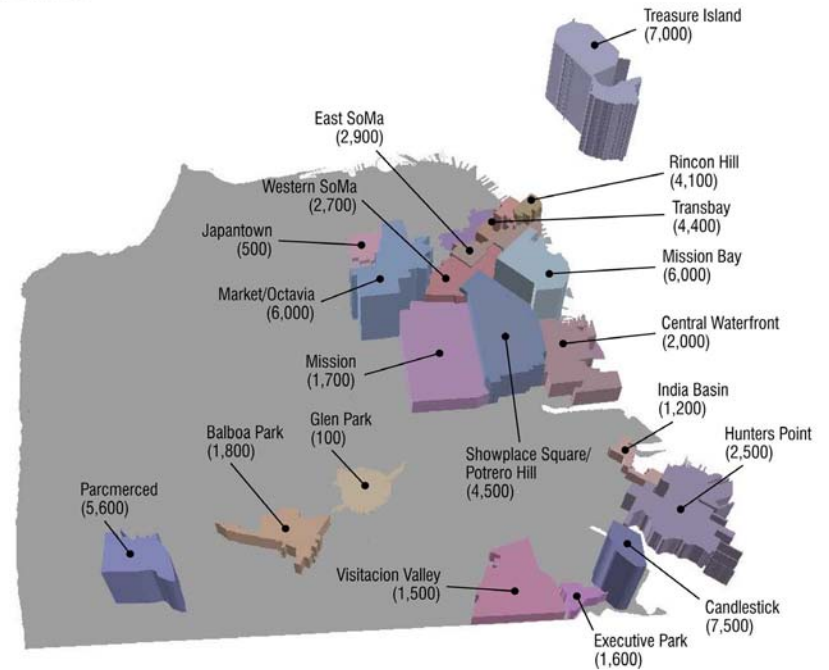 Treasure Island
(7,000)
East SoMa
(2,900)
Rincon Hill
(4,100)
Western SoMa
(2,700)
Transbay
(4,400)
Japantown
(500)
Mission Bay
(6,000)
Market/Octavia
(6,000)
Central Waterfront
(2,000)
Mission
(1,700)
India Basin
(1,200)
Glen Park
(100)
Balboa Park
(1,800)
Hunters Point
(2,500)
Showplace Square/
Potrero Hill
(4,500)
Parcmerced
(5,600)
Visitacion Valley
(1,500)
Candlestick
(7,500)
Executive Park
(1,600)